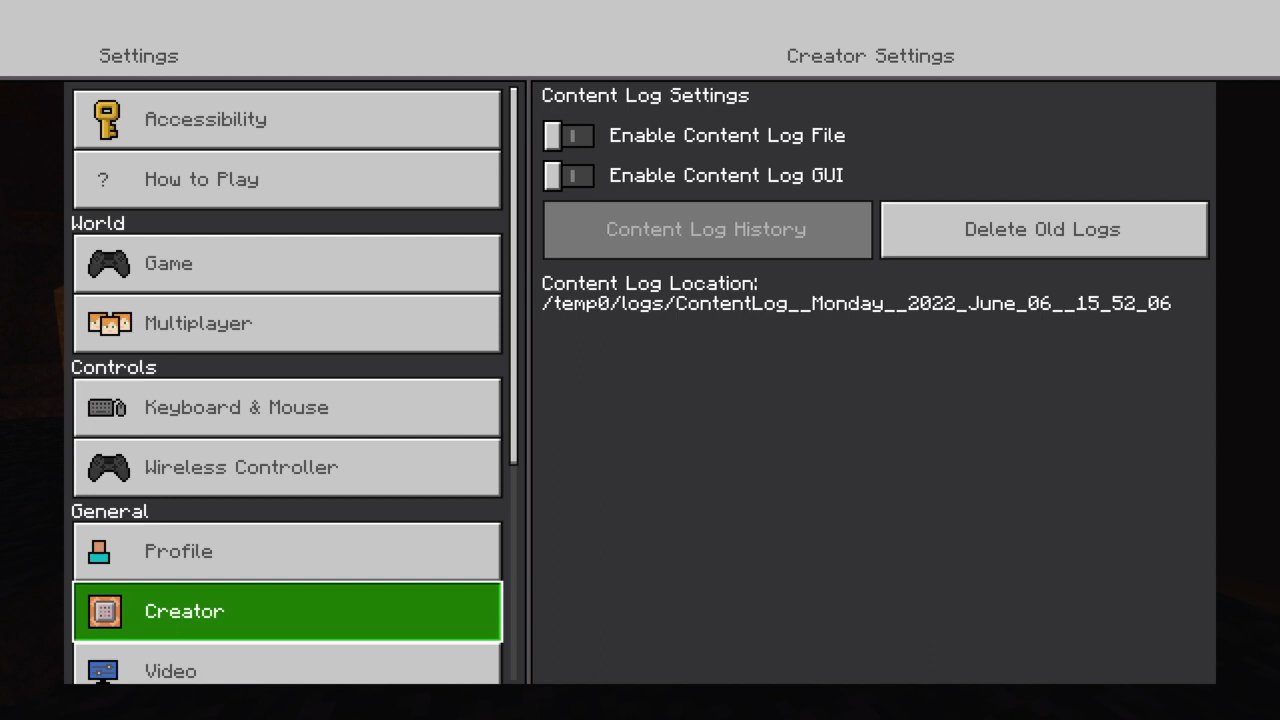 Settings
Creator Settings
Accessibility
? How to Play
World
Game
Multiplayer
Controls
Keyboard & Mouse
Wireless Controller
General
Profile
Creator
Video
Content Log Settings
Enable Content Log File
Enable Content Log GUI
Content Log History
Delete Old Logs
Content Log Location:
/temp0/logs/ContentLog__Monday__2022_June_06__15_52_06